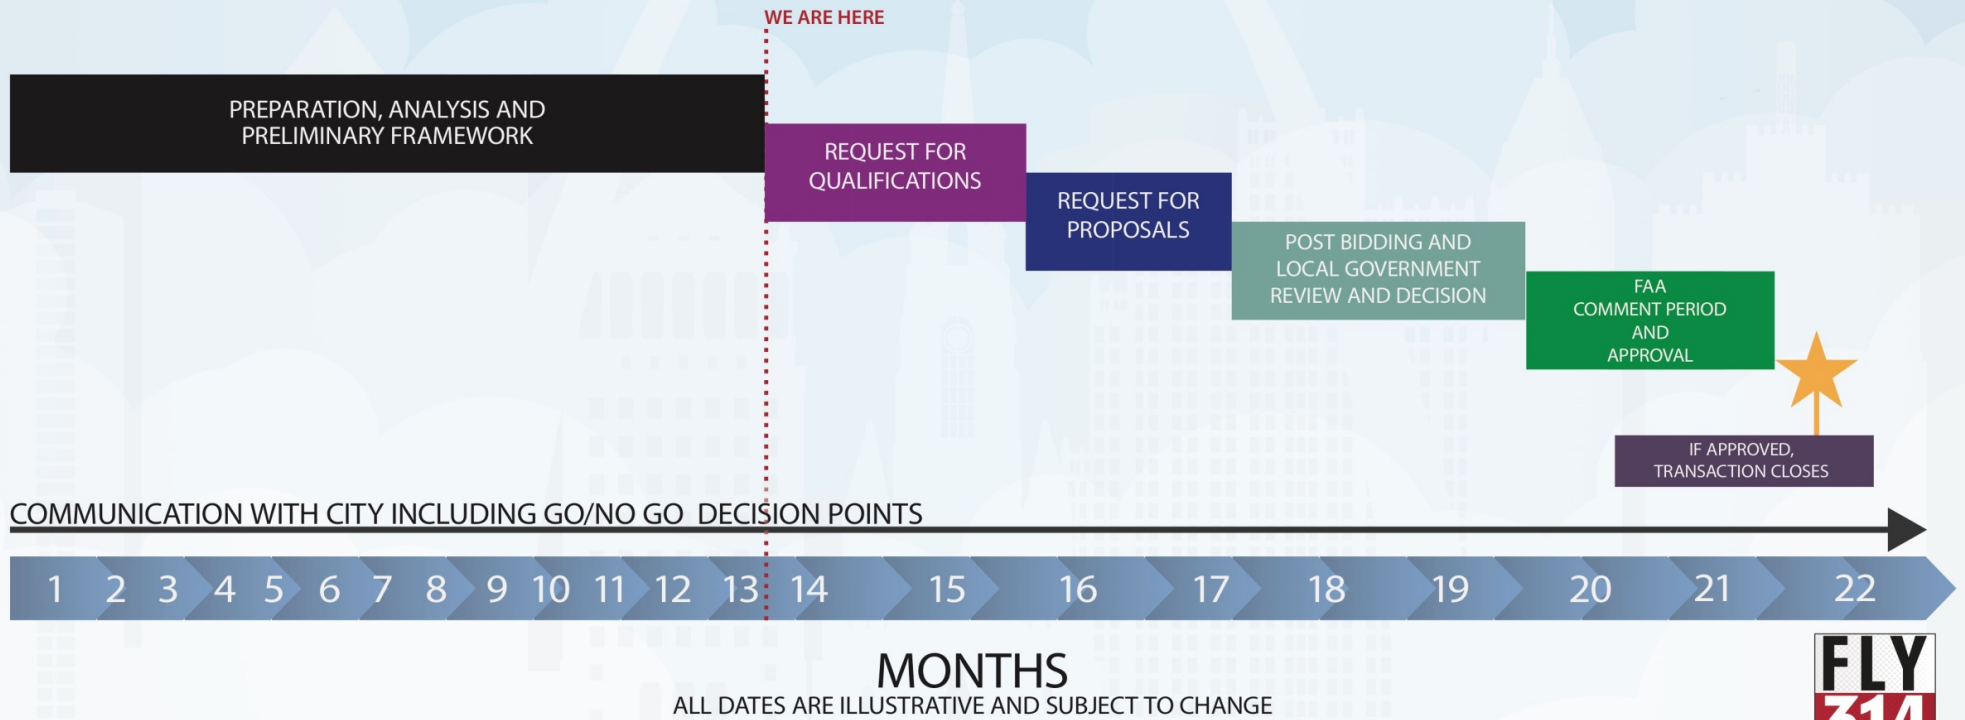 WE ARE HERE
PREPARATION, ANALYSIS AND
PRELIMINARY FRAMEWORK
REQUEST FOR
QUALIFICATIONS
REQUEST FOR
PROPOSALS
POST BIDDING AND
LOCAL GOVERNMENT
REVIEW AND DECISION
FAA
COMMENT PERIOD
AND
APPROVAL
IF APPROVED,
TRANSACTION CLOSES
COMMUNICATION WITH CITY INCLUDING GO/NO GO DECISION POINTS
1 2 3 4 5 6 7 8 9 10 11 12 13 14 15 16 17 18 19 20 21 22
MONTHS
ALL DATES ARE ILLUSTRATIVE AND SUBJECT TO CHANGE
FLY
314